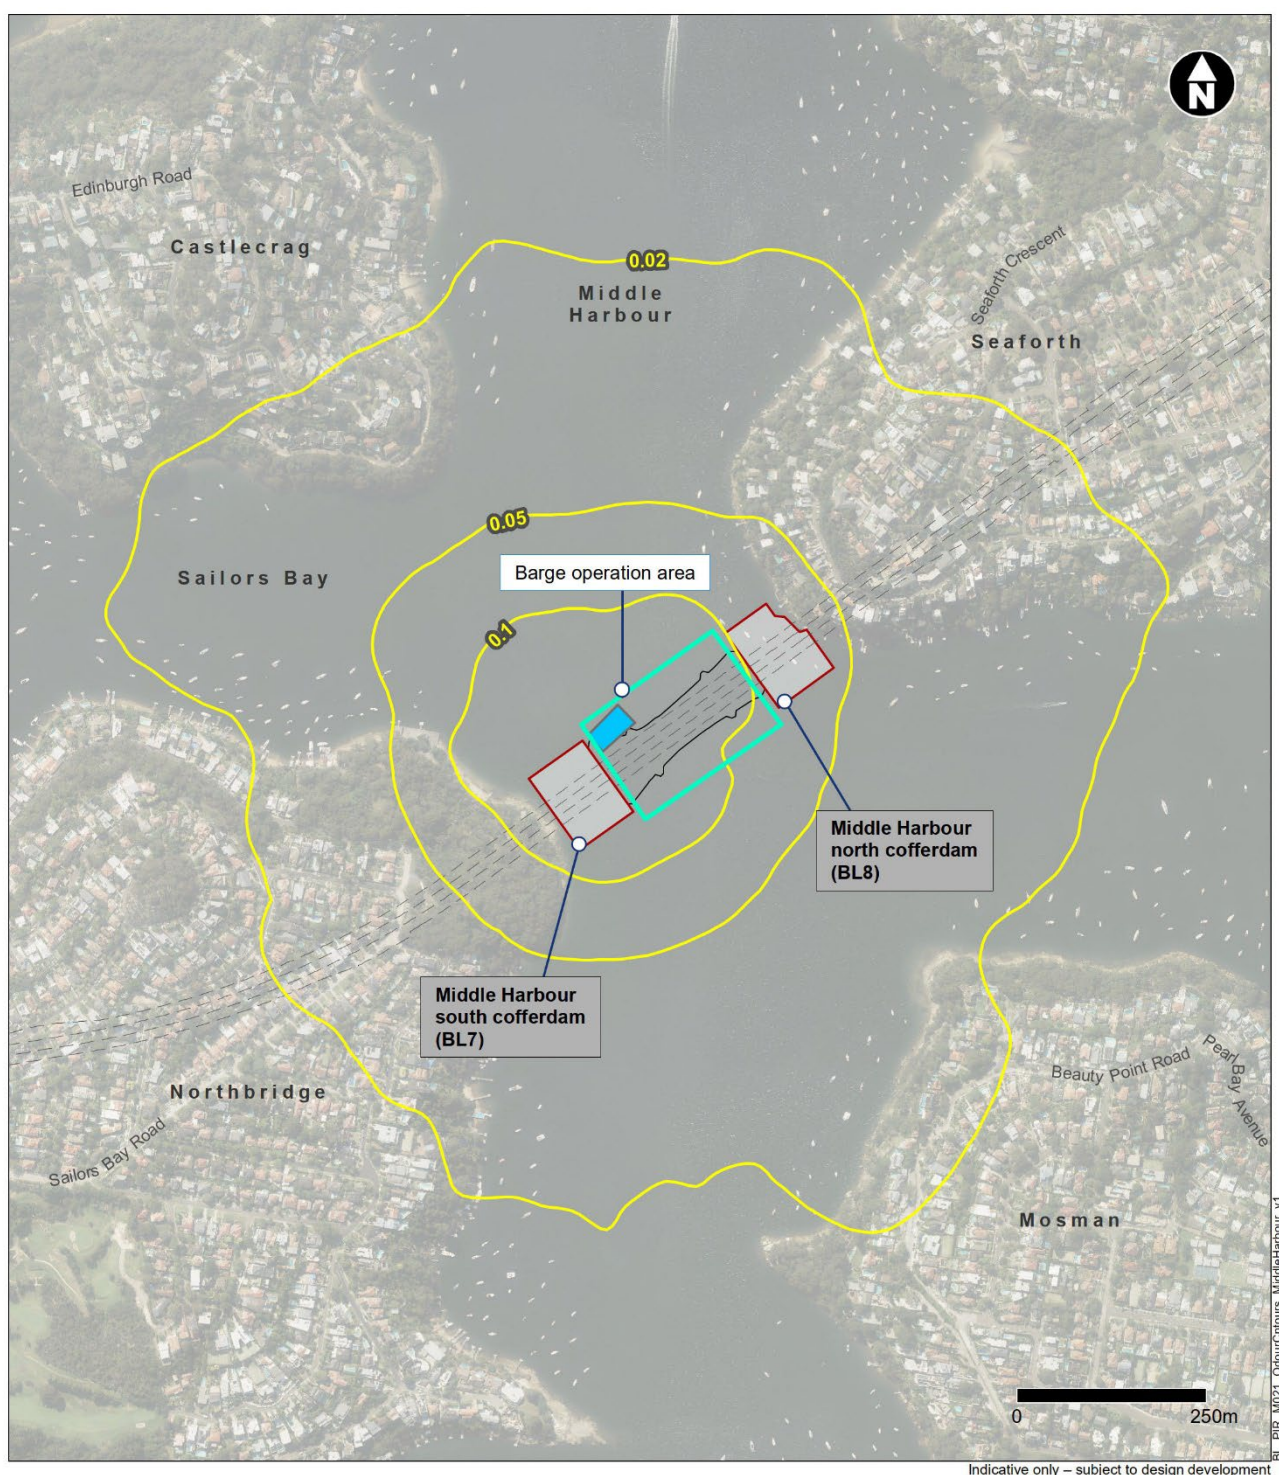 N
Edinburgh Road
Castlecrag
0.02
Middle
Harbour
Seaforth Crescent
Seaforth
0.05
Sailors Bay
Barge operation area
0.1
Middle Harbour
north cofferdam
(BL8)
Middle Harbour
south cofferdam
(BL7)
Northbridge
Sailors Bay Road
Beauty Point Road
Pearl Bay Avenue
Mosman
0 250m
BL_PIR_M021_OdourCntours_MiddleHarbour_v1
Indicative only – subject to design development